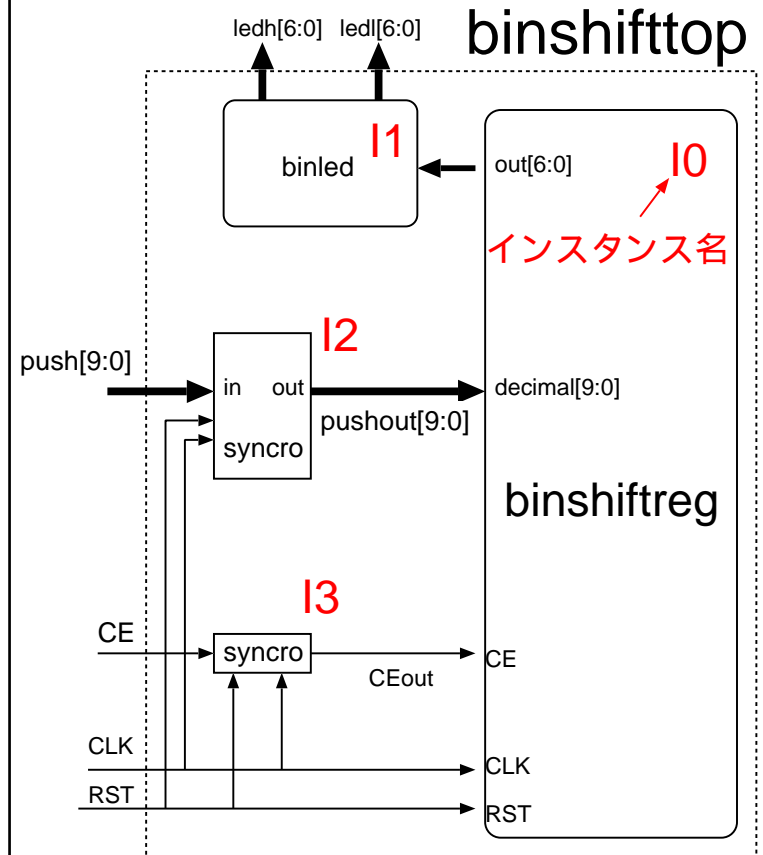 binshifttop
ledh[6:0] ledl[6:0]
I1
binled
out[6:0]
I0
インスタンス名
I2
push[9:0]
in out
decimal[9:0]
pushout[9:0]
syncro
binshiftreg
I3
CE
syncro
CE
CEout
CLK
CLK
RST
RST